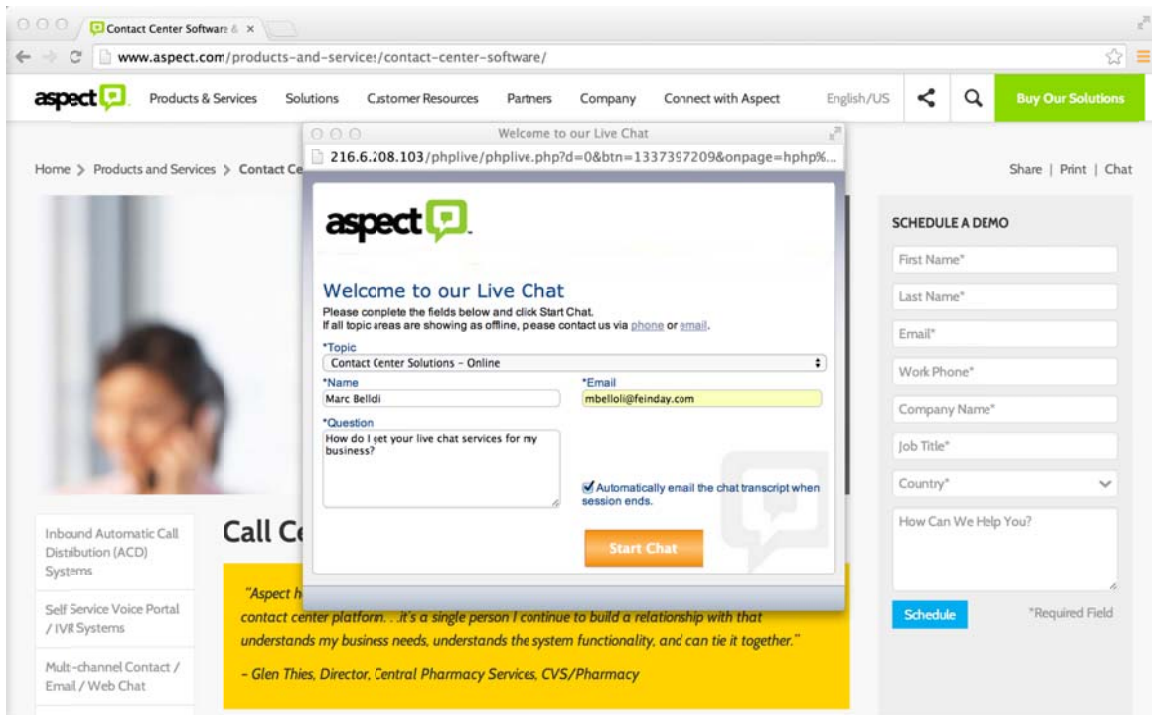 Contact Center Software &
www.aspect.com/products-and-services/contact-center-software/
aspect
Products & Services
Solutions
Customer Resources
Partners
Company
Connect with Aspect
English/US
Buy Our Solutions
Home > Products and Services > Contact Ce
Share | Print | Chat
Welcome to our Live Chat
216.6.208.103/phplive/phplive.php?d=0&btn=1337397209&onpage=hphp%...
aspect
Welcome to our Live Chat
Please complete the fields below and click Start Chat.
If all topic areas are showing as offline, pease contact us via phone or email.
*Topic
Contact Center Solutions - Online
*Name
*Email
Marc Belldi
mbelloli@feinday.com
*Question
How do I get your live chat services for my
business?
Automatically email the chat transcript when
session ends.
Start Chat
SCHEDULE A DEMO
First Name*
Last Name*
Email*
Work Phone*
Company Name*
Job Title*
Country*
How Can We Help You?
Schedule
*Required Field
Inbound Automatic Call
Distibution (ACD)
Systems
Self Service Voice Portal
/ IVR Systems
Mult-channel Contact /
Email / Web Chat
Call Ce
"Aspect h
contact center platform. . .it's a single person I continue to build a relationship with that
understands my business needs, understands the system functionality, and can tie it together."
– Glen Thies, Director, Central Pharmacy Services, CVS/Pharmacy